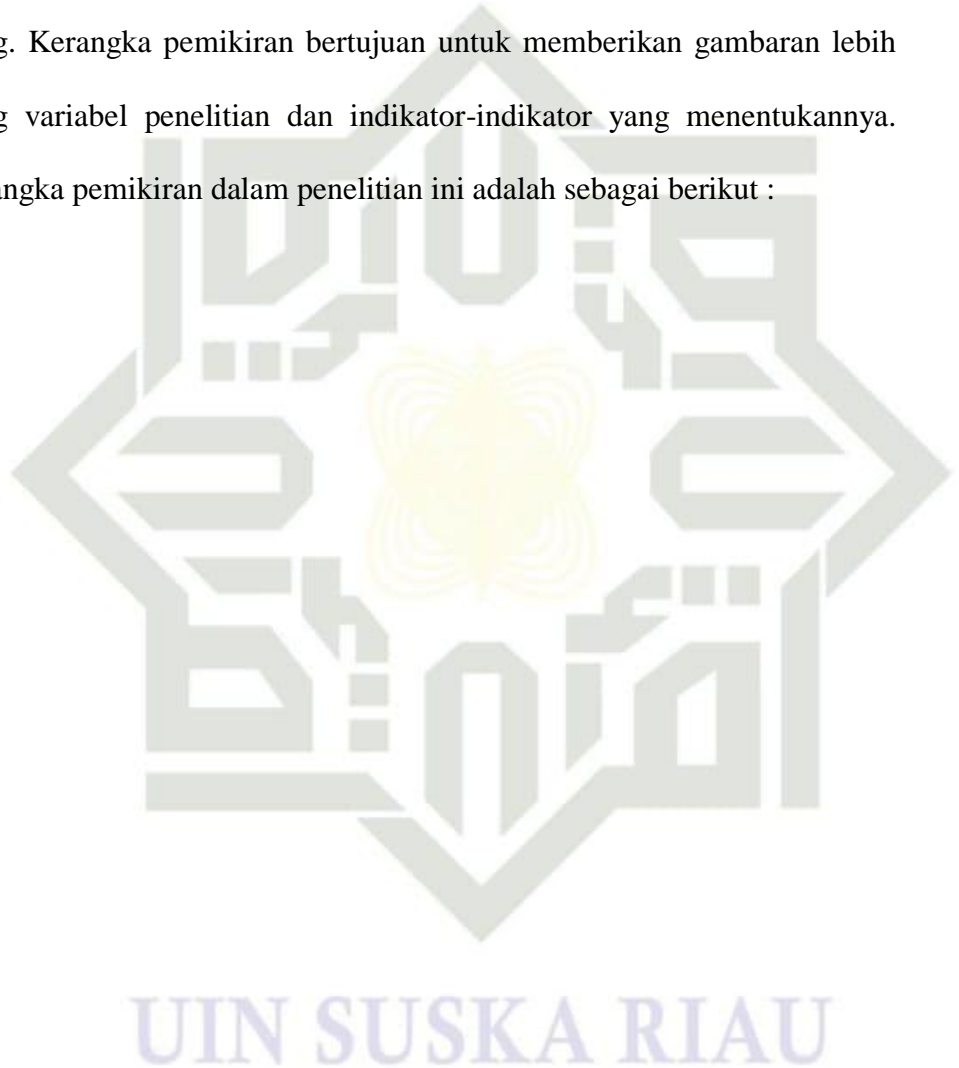 g. Kerangka pemikiran bertujuan untuk memberikan gambaran lebih
g variabel penelitian dan indikator-indikator yang menentukannya.
angka pemikiran dalam penelitian ini adalah sebagai berikut :
UIN SUSKA RIAU